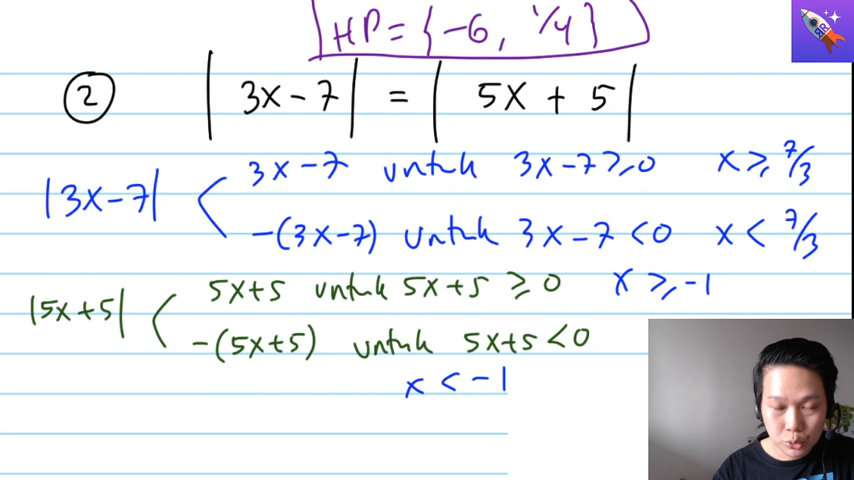 HP = {-6, 1/4}
② |3x - 7| = |5x + 5|
|3x-7| < 3x-7 untuk 3x-7 ≥ 0 x ≥ 7/3
-(3x-7) untuk 3x-7 < 0 x < 7/3
|5x+5| < 5x+5 untuk 5x+5 ≥ 0 x ≥ -1
-(5x+5) untuk 5x+5 < 0
x < -1